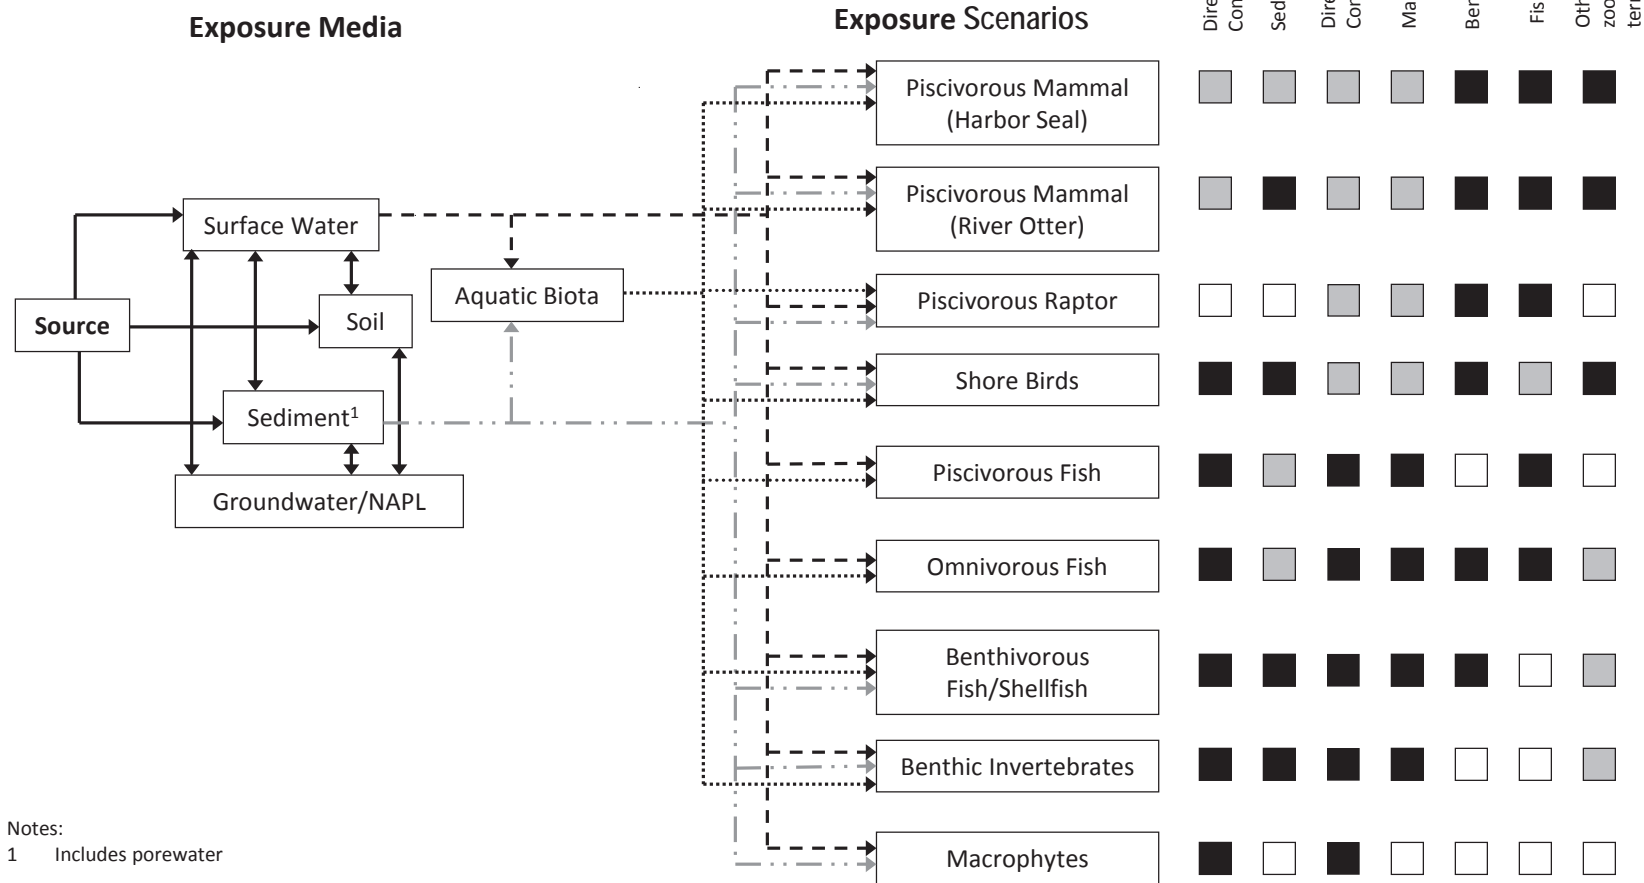 Exposure Media
Exposure Scenarios
Piscivorous Mammal
(Harbor Seal)
Piscivorous Mammal
(River Otter)
Surface Water
Aquatic Biota
Piscivorous Raptor
Source
Soil
Shore Birds
Sediment1
Piscivorous Fish
Groundwater/NAPL
Omnivorous Fish
Benthivorous
Fish/Shellfish
Benthic Invertebrates
Macrophytes
Notes:
1 Includes porewater